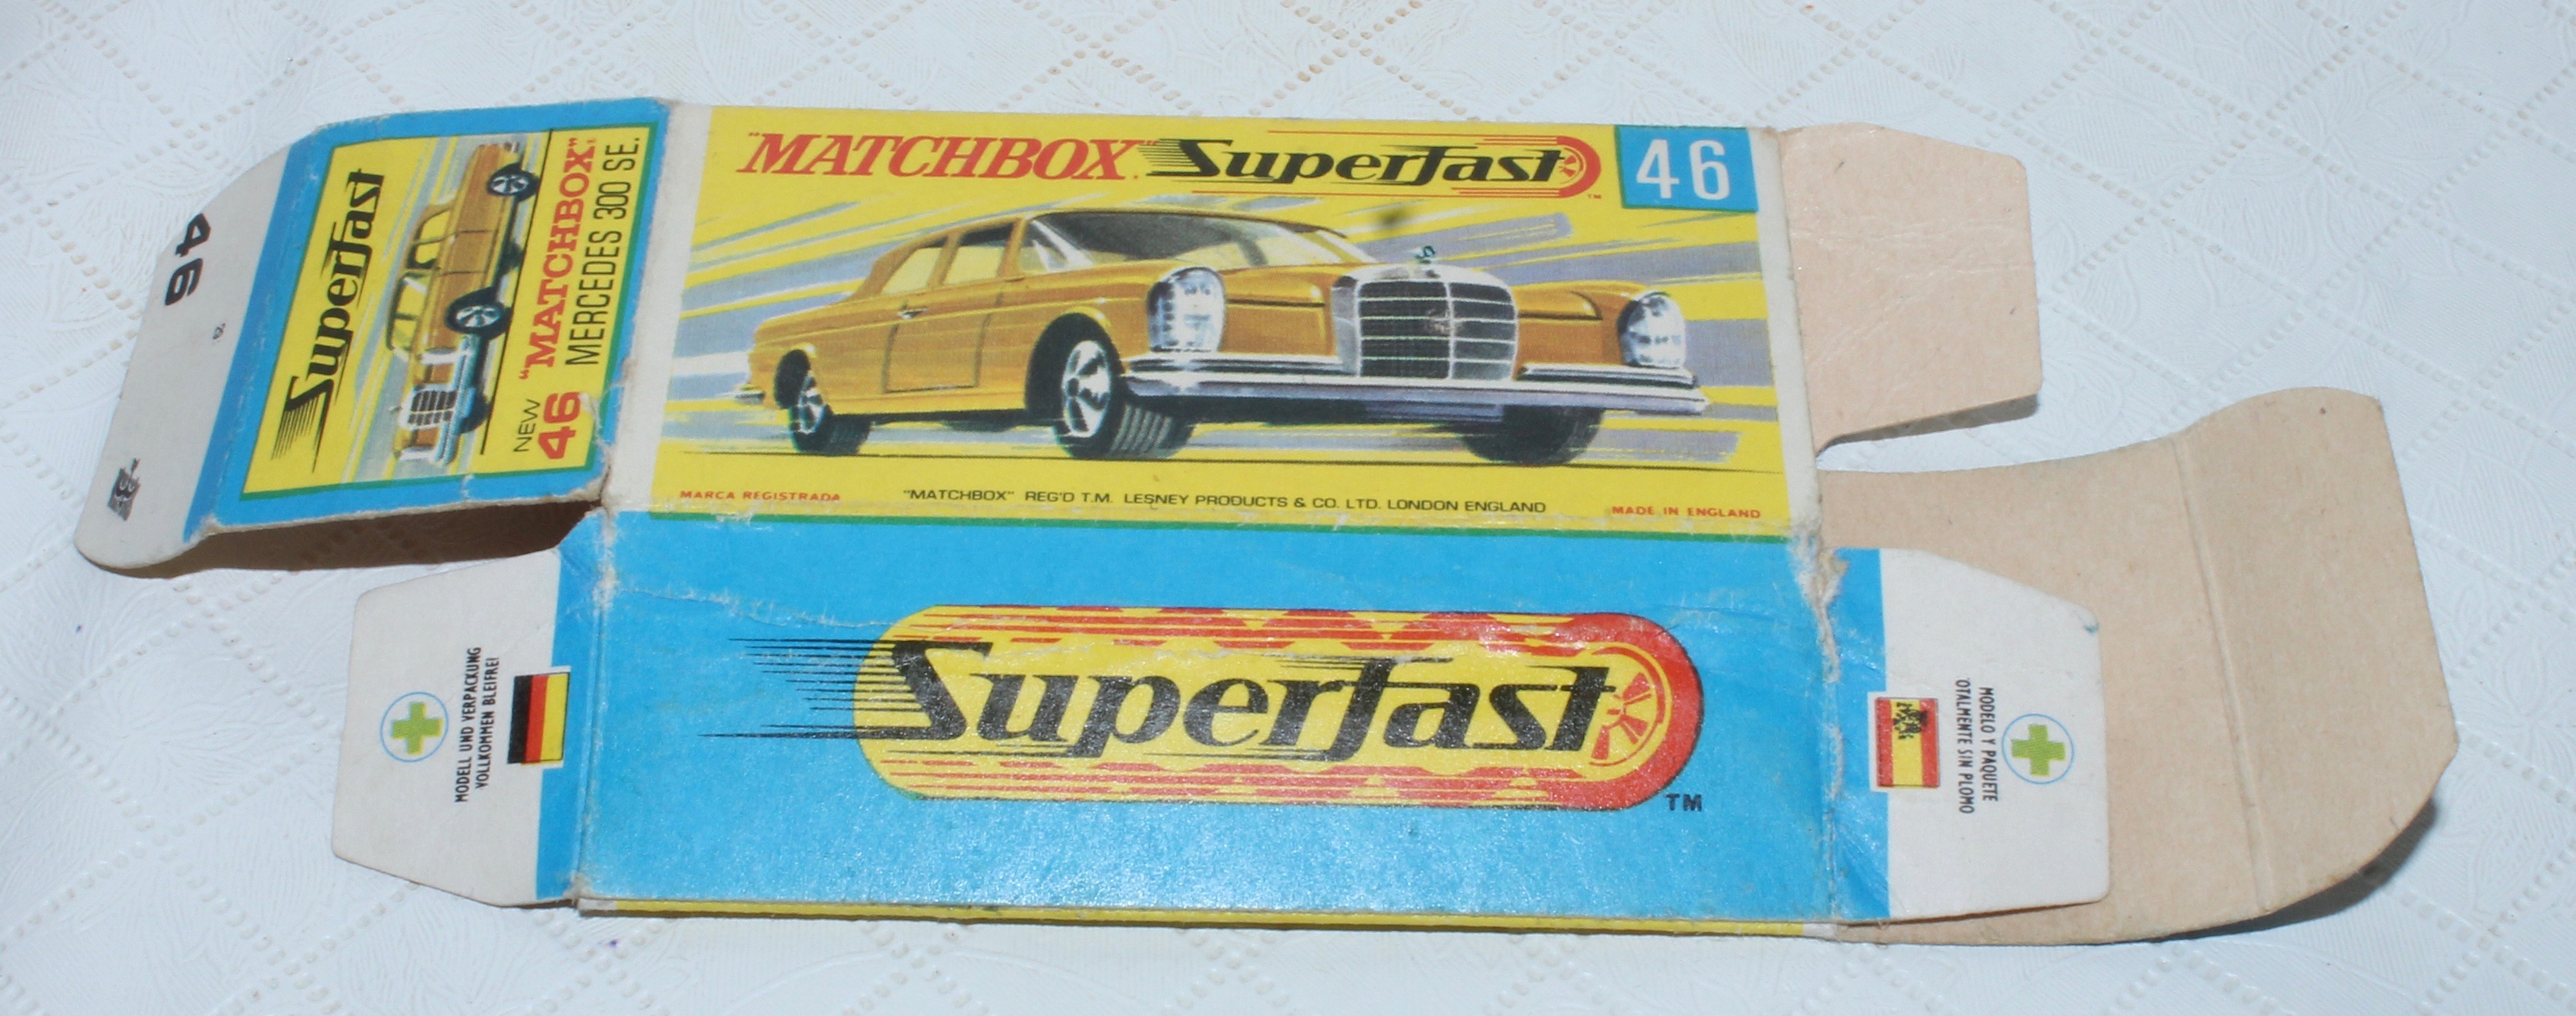 46
Superfast
NEW
46 "MATCHBOX"
MERCEDES 300 SE.
"MATCHBOX" Superfast
TM
46
MARCA REGISTRADA
"MATCHBOX" REG'D T.M. LESNEY PRODUCTS & CO. LTD. LONDON ENGLAND
MADE IN ENGLAND
MODELL UND VERPACKUNG
VOLLKOMMEN BLEIFREI
Superfast
TM
MODELO Y PAQUETE
OTALMENTE SIN PLOMO